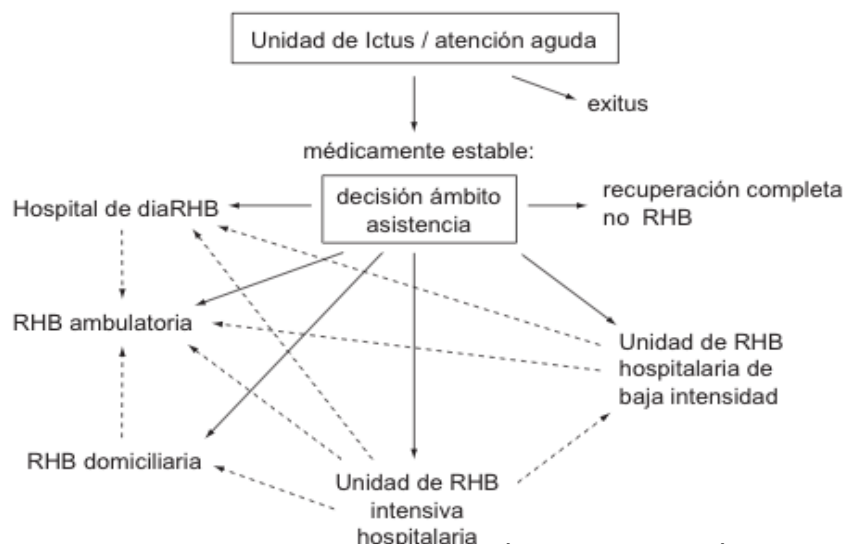 Unidad de Ictus / atención aguda
exitus
médicamente estable:
decisión ámbito
asistencia
recuperación completa
no RHB
Hospital de diaRHB
RHB ambulatoria
Unidad de RHB
hospitalaria de
baja intensidad
RHB domiciliaria
Unidad de RHB
intensiva
hospitalaria